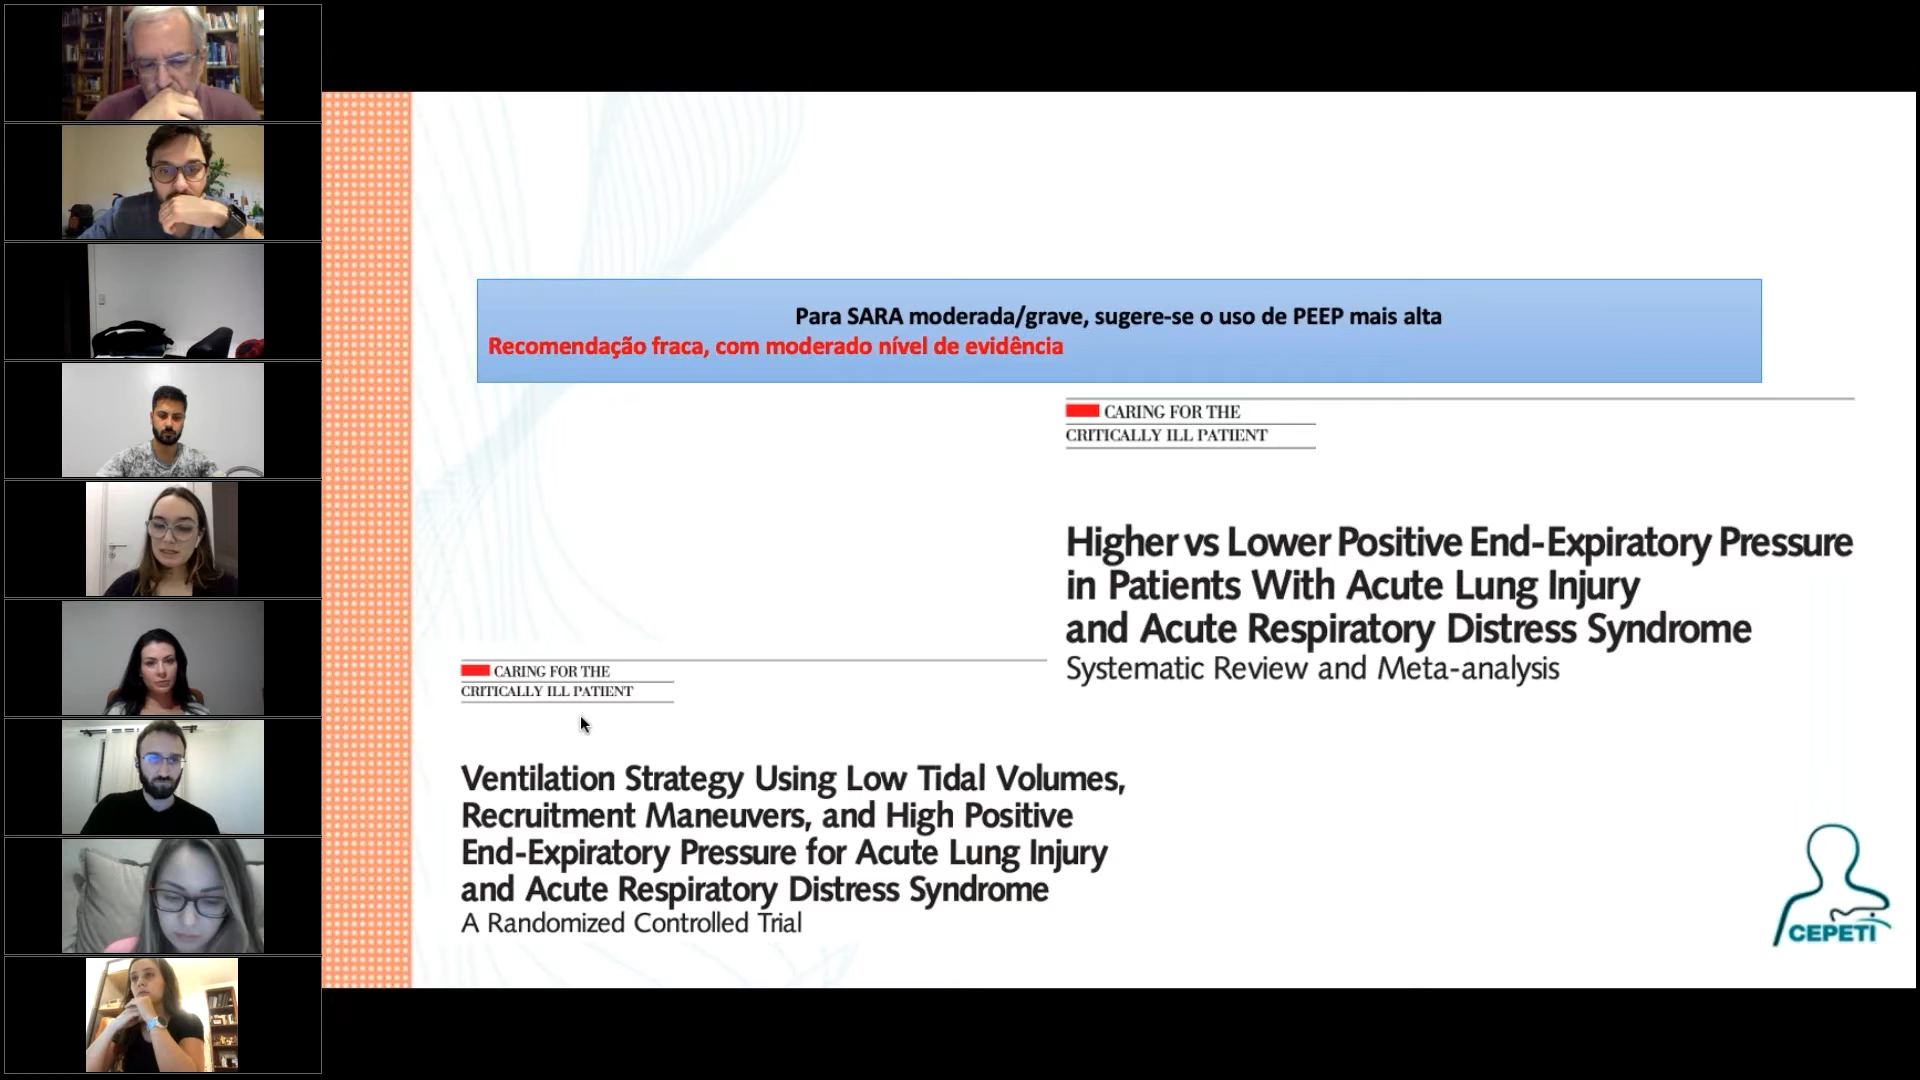 Para SARA moderada/grave, sugere-se o uso de PEEP mais alta
Recomendação fraca, com moderado nível de evidência
CARING FOR THE
CRITICALLY ILL PATIENT
Higher vs Lower Positive End-Expiratory Pressure
in Patients With Acute Lung Injury
and Acute Respiratory Distress Syndrome
Systematic Review and Meta-analysis
CARING FOR THE
CRITICALLY ILL PATIENT
Ventilation Strategy Using Low Tidal Volumes,
Recruitment Maneuvers, and High Positive
End-Expiratory Pressure for Acute Lung Injury
and Acute Respiratory Distress Syndrome
A Randomized Controlled Trial
CEPETI